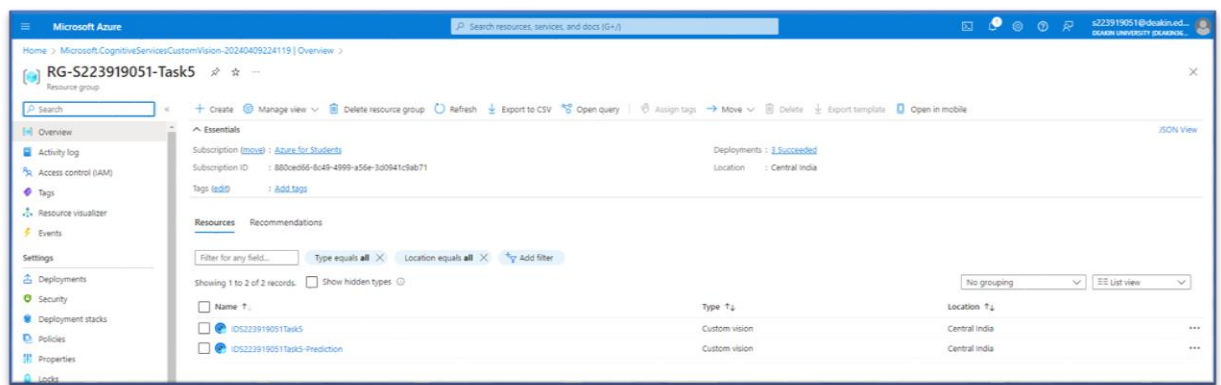 Microsoft Azure
Search resources, services, and docs (G+/)
s223919051@deakin.ed...
DEAKIN UNIVERSITY (DEAKIN365...
Home > Microsoft.CognitiveServicesCustomVision-20240409224119 | Overview >
RG-S223919051-Task5
Resource group
Search
Create Manage view Delete resource group Refresh Export to CSV Open query Assign tags Move Delete Export template Open in mobile
Overview
Activity log
Access control (IAM)
Tags
Resource visualizer
Events
Settings
Deployments
Security
Deployment stacks
Policies
Properties
Locks
Essentials
JSON View
Subscription (move) : Azure for Students
Deployments : 3 Succeeded
Subscription ID : 880ced66-8c49-4999-a56e-3d0941c9ab71
Location : Central India
Tags (edit) : Add tags
Resources Recommendations
Filter for any field... Type equals all Location equals all Add filter
Showing 1 to 2 of 2 records. Show hidden types
No grouping List view
Name Type Location
IDS223919051Task5 Custom vision Central India
IDS223919051Task5-Prediction Custom vision Central India